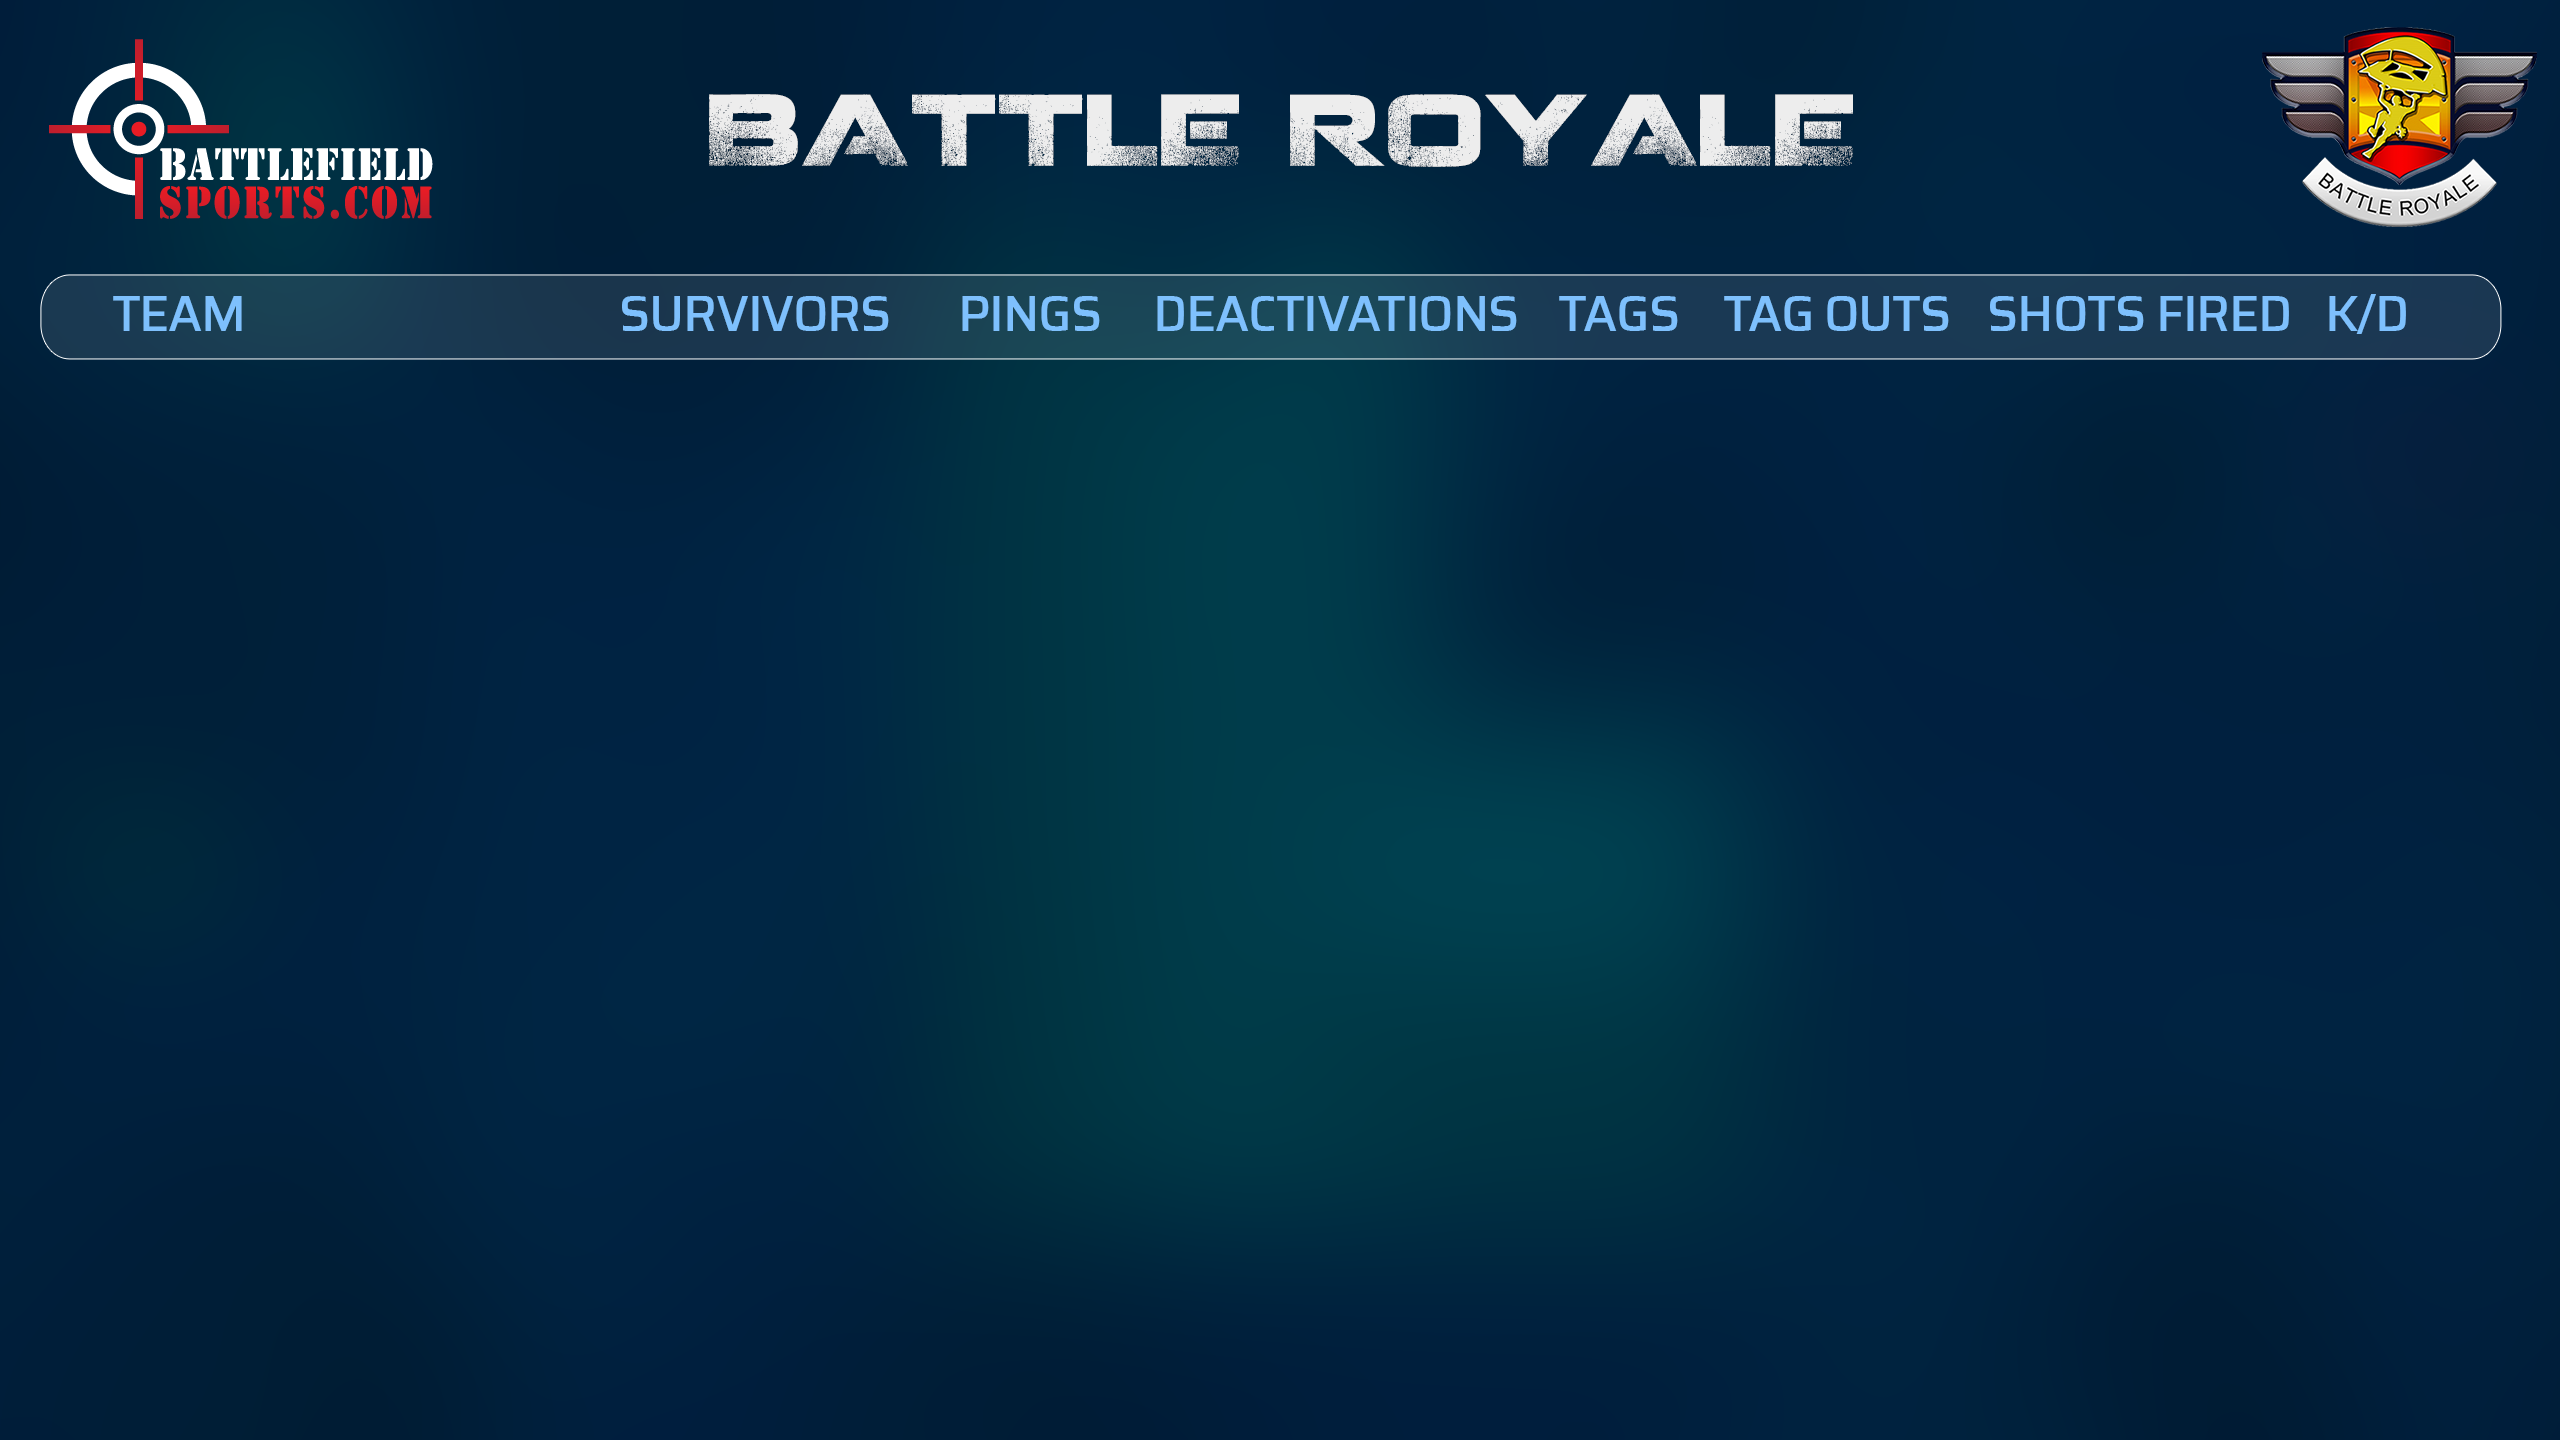 BATTLEFIELD
SPORTS.COM
BATTLE ROYALE
BATTLE ROYALE
TEAM SURVIVORS PINGS DEACTIVATIONS TAGS TAG OUTS SHOTS FIRED K/D